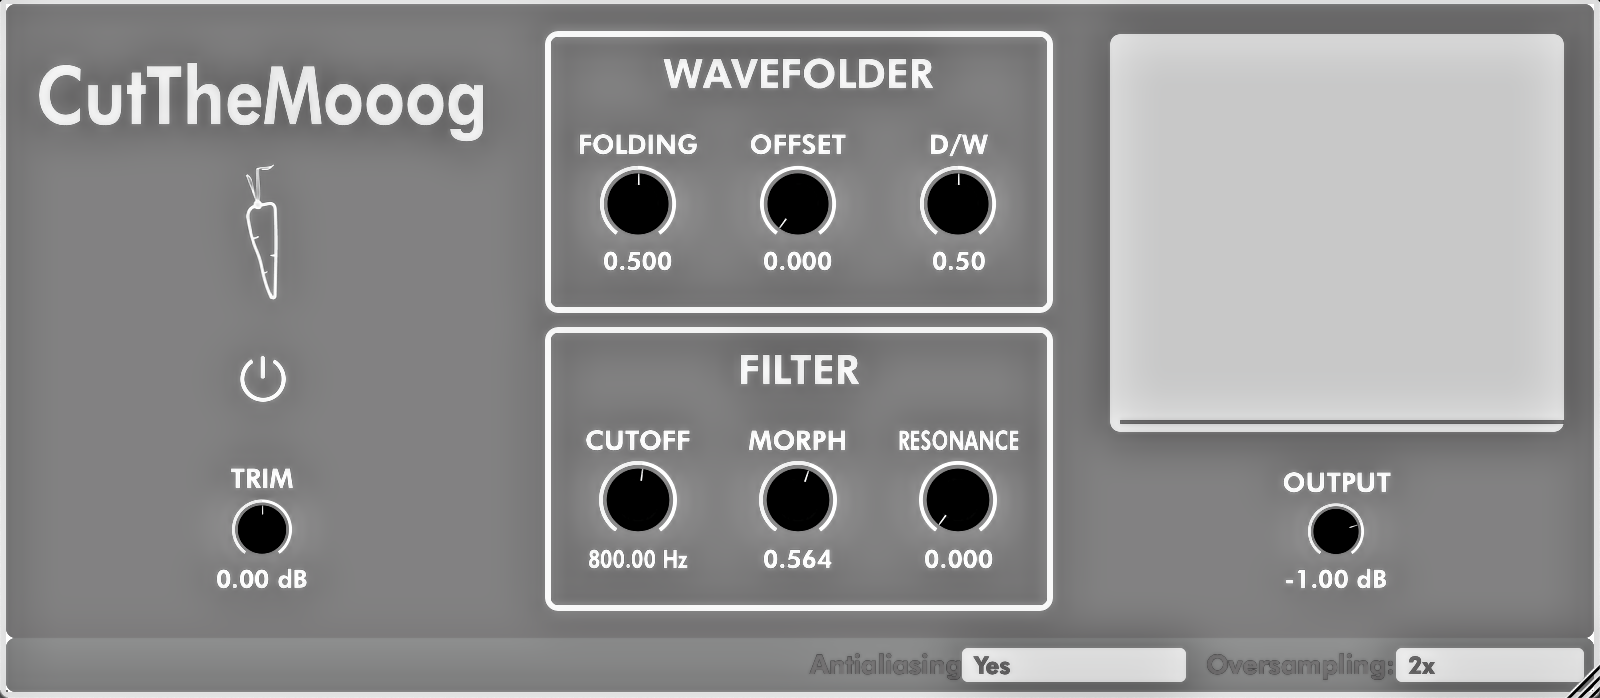 CutTheMooog
TRIM
0.00 dB
WAVEFOLDER
FOLDING OFFSET D/W
0.500 0.000 0.50
FILTER
CUTOFF MORPH RESONANCE
800.00 Hz 0.564 0.000
OUTPUT
-1.00 dB
Antialiasing Yes Oversampling: 2x